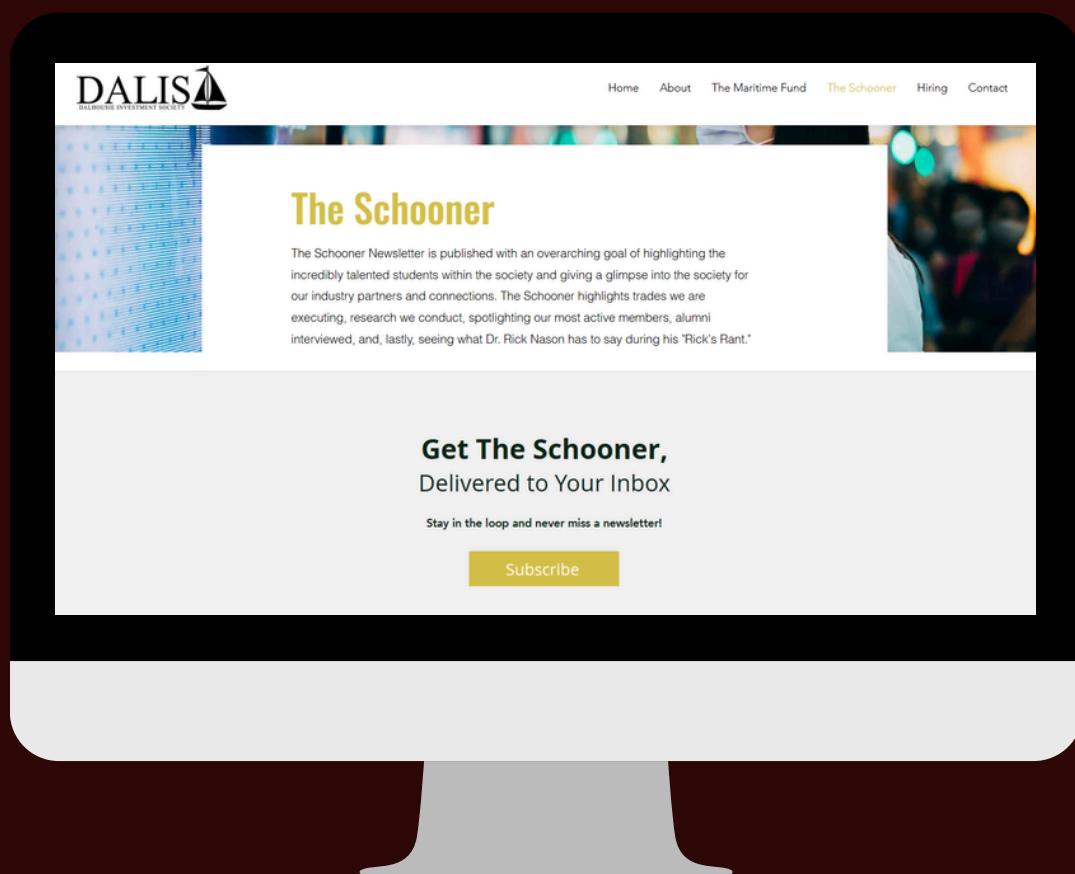 DALIS
DALHOUSIE INVESTMENT SOCIETY
Home About The Maritime Fund The Schooner Hiring Contact
The Schooner
The Schooner Newsletter is published with an overarching goal of highlighting the
incredibly talented students within the society and giving a glimpse into the society for
our industry partners and connections. The Schooner highlights trades we are
executing, research we conduct, spotlighting our most active members, alumni
interviewed, and, lastly, seeing what Dr. Rick Nason has to say during his "Rick's Rant."
Get The Schooner,
Delivered to Your Inbox
Stay in the loop and never miss a newsletter!
Subscribe